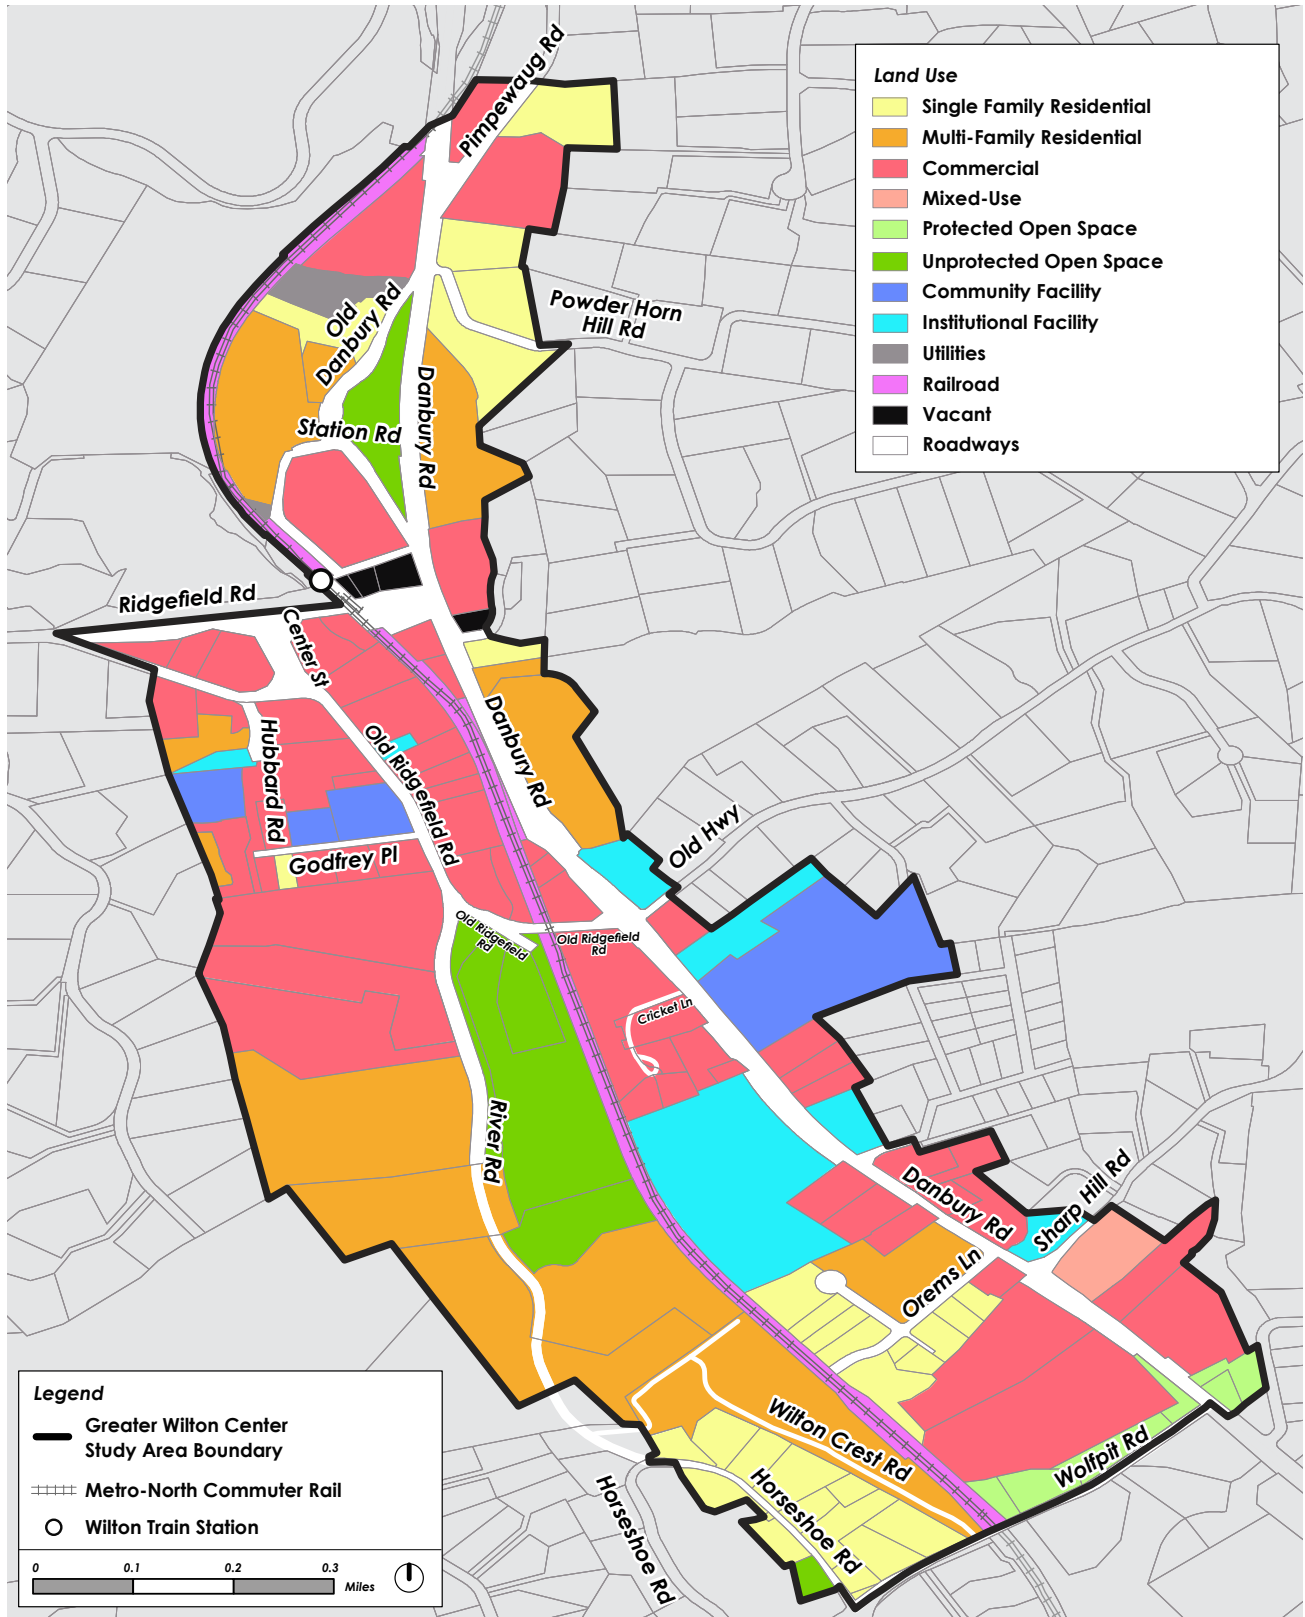 Pimpewaug Rd
Land Use
Single Family Residential
Multi-Family Residential
Commercial
Mixed-Use
Protected Open Space
Unprotected Open Space
Community Facility
Institutional Facility
Utilities
Railroad
Vacant
Roadways
Old
Danbury Rd
Powder Horn
Hill Rd
Danbury Rd
Station Rd
Ridgefield Rd
Center St
Hubbard Rd
Old Ridgefield Rd
Danbury Rd
Old Hwy
Godfrey Pl
Old Ridgefield
Rd
Old Ridgefield
Rd
Cricket Ln
River Rd
Danbury Rd
Sharp Hill Rd
Orems Ln
Wilton Crest Rd
Wolfpit Rd
Horseshoe Rd
Horseshoe Rd
Legend
Greater Wilton Center
Study Area Boundary
Metro-North Commuter Rail
Wilton Train Station
0 0.1 0.2 0.3
Miles